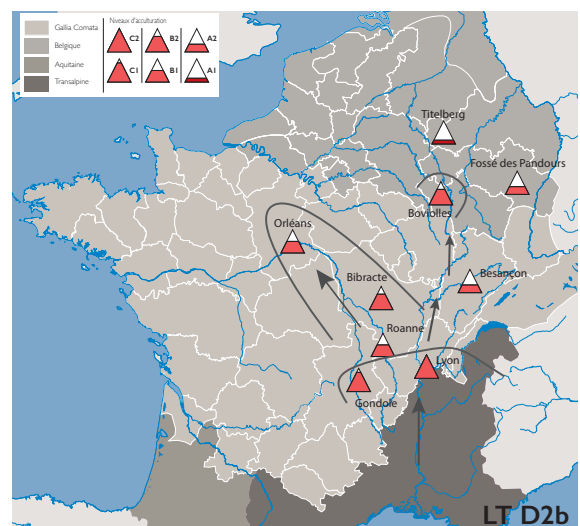 Gallia Comata
Belgique
Aquitaine
Transalpine
Niveaux d'acculturation
C2 B2 A2
C1 B1 A1
Titelberg
Fossé des Pandours
Boviolles
Orléans
Besançon
Bibracte
Roanne
Lyon
Gondole
LT D2b